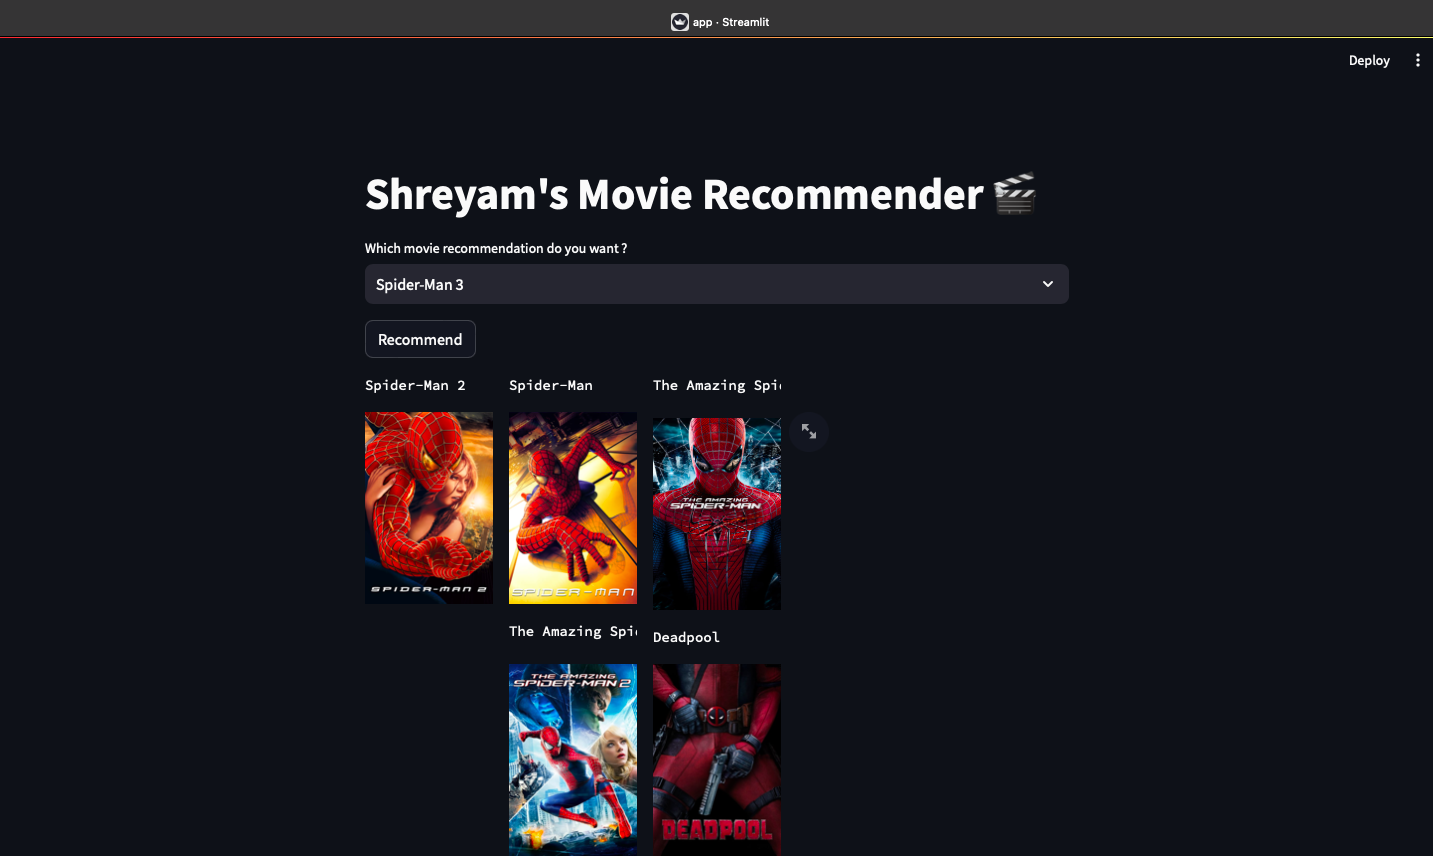 app · Streamlit
Deploy
Shreyam's Movie Recommender
Which movie recommendation do you want ?
Spider-Man 3
Recommend
Spider-Man 2
Spider-Man
The Amazing Spi
SPIDER-MAN 2
SPIDER-MAN
THE AMAZING
SPIDER-MAN
The Amazing Spi
Deadpool
THE AMAZING
SPIDER-MAN 2
DEADPOOL